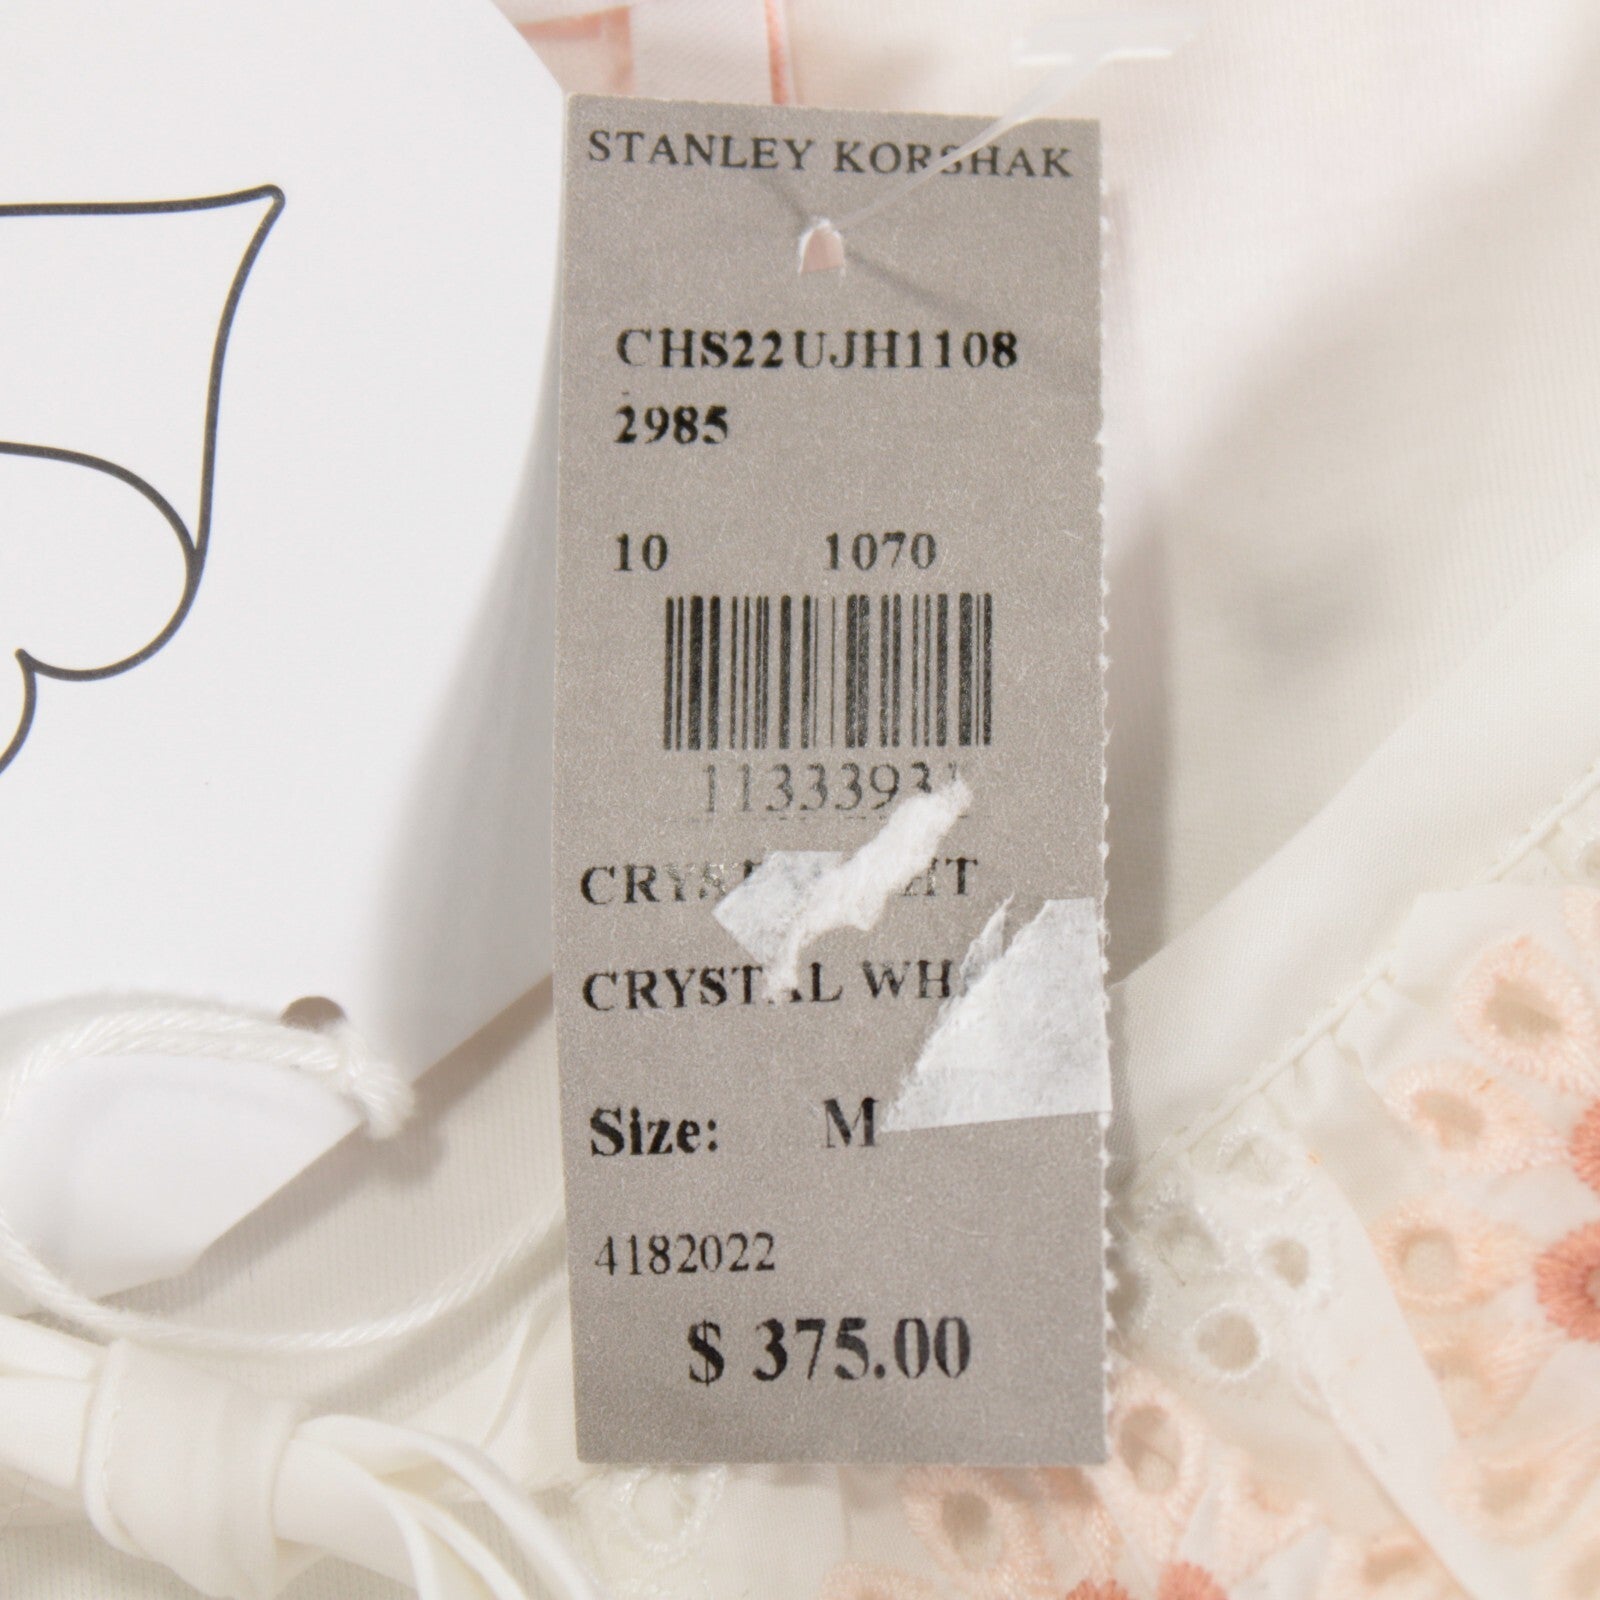 STANLEY KORSHAK
CHS22UJH1108
2985
10 1070
CRYSTAL WH
Size: M
4182022
$ 375.00